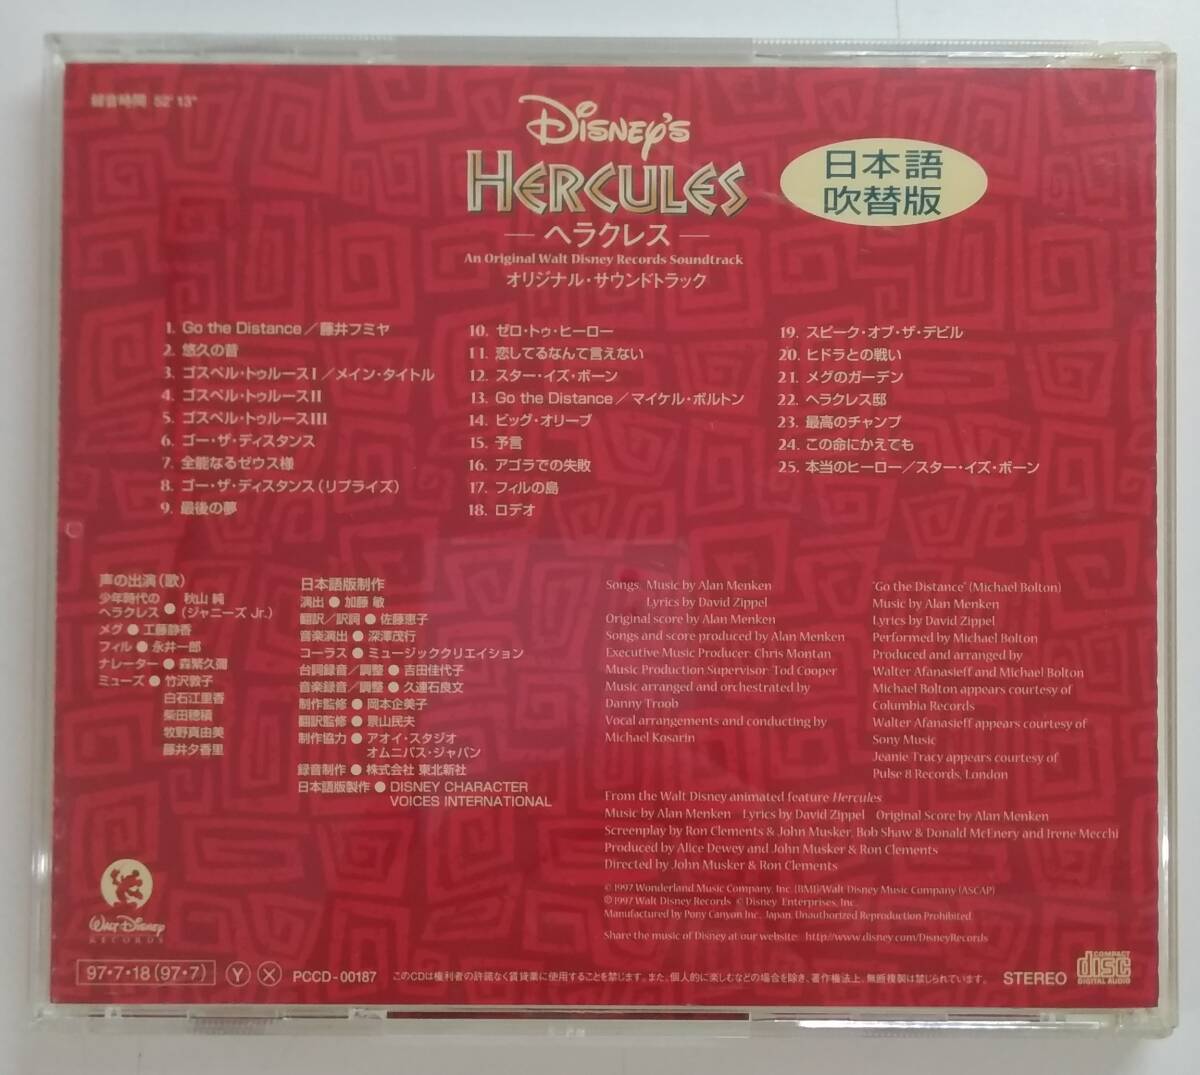 録音時間 52' 13"
DISNEY'S
HERCULES
ヘラクレス
日本語
吹替版
An Original Walt Disney Records Soundtrack
オリジナル・サウンドトラック
1. Go the Distance／藤井フミヤ
2. 悠久の昔
3. ゴスペル・トゥルースI／メイン・タイトル
4. ゴスペル・トゥルースII
5. ゴスペル・トゥルースIII
6. ゴー・ザ・ディスタンス
7. 全能なるゼウス様
8. ゴー・ザ・ディスタンス(リプライズ)
9. 最後の夢
10. ゼロ・トゥ・ヒーロー
11. 恋してるなんて言えない
12. スター・イズ・ボーン
13. Go the Distance／マイケル・ボルトン
14. ビッグ・オリーブ
15. 予言
16. アゴラでの失敗
17. フィルの島
18. ロデオ
19. スピーク・オブ・ザ・デビル
20. ヒドラとの戦い
21. メグのガーデン
22. ヘラクレス邸
23. 最高のチャンプ
24. この命にかえても
25. 本当のヒーロー／スター・イズ・ボーン
声の出演(歌)
少年時代の
ヘラクレス ● 秋山 純
(ジャニーズ Jr.)
メグ ● 工藤静香
フィル ● 永井一郎
ナレーター ● 森繁久彌
ミューズ ● 竹沢敦子
白石江里香
柴田穂積
牧野真由美
藤井夕香里
日本語版制作
演出 ● 加藤 敏
翻訳／訳詞 ● 佐藤恵子
音楽演出 ● 深澤茂行
コーラス ● ミュージッククリエイション
台詞録音／調整 ● 吉田佳代子
音楽録音／調整 ● 久連石良文
制作監修 ● 岡本企美子
翻訳監修 ● 景山民夫
制作協力 ● アオイ・スタジオ
オムニバス・ジャパン
録音制作 ● 株式会社 東北新社
日本語版製作 ● DISNEY CHARACTER
VOICES INTERNATIONAL
Songs: Music by Alan Menken
Lyrics by David Zippel
Original score by Alan Menken
Songs and score produced by Alan Menken
Executive Music Producer: Chris Montan
Music Production Supervisor: Tod Cooper
Music arranged and orchestrated by
Danny Troob
Vocal arrangements and conducting by
Michael Kosarin
"Go the Distance" (Michael Bolton)
Music by Alan Menken
Lyrics by David Zippel
Performed by Michael Bolton
Produced and arranged by
Walter Afanasieff and Michael Bolton
Michael Bolton appears courtesy of
Columbia Records
Walter Afanasieff appears courtesy of
Sony Music
Jeanie Tracy appears courtesy of
Pulse 8 Records, London
From the Walt Disney animated feature Hercules
Music by Alan Menken Lyrics by David Zippel Original Score by Alan Menken
Screenplay by Ron Clements & John Musker, Bob Shaw & Donald McEnery and Irene Mecchi
Produced by Alice Dewey and John Musker & Ron Clements
Directed by John Musker & Ron Clements
© 1997 Wonderland Music Company, Inc. (BMI)/Walt Disney Music Company (ASCAP)
℗ 1997 Walt Disney Records © Disney Enterprises, Inc.
Manufactured by Pony Canyon Inc. Japan. Unauthorized Reproduction Prohibited.
Share the music of Disney at our website: http://www.disney.com/DisneyRecords
WALT DISNEY
RECORDS
97・7・18 (97・7) Y X PCCD-00187 このCDは権利者の許諾なく賃貸業に使用することを禁じます。また、個人的に楽しむなどの場合を除き、著作権法上、無断複製は禁じられています。 STEREO
COMPACT
disc
DIGITAL AUDIO